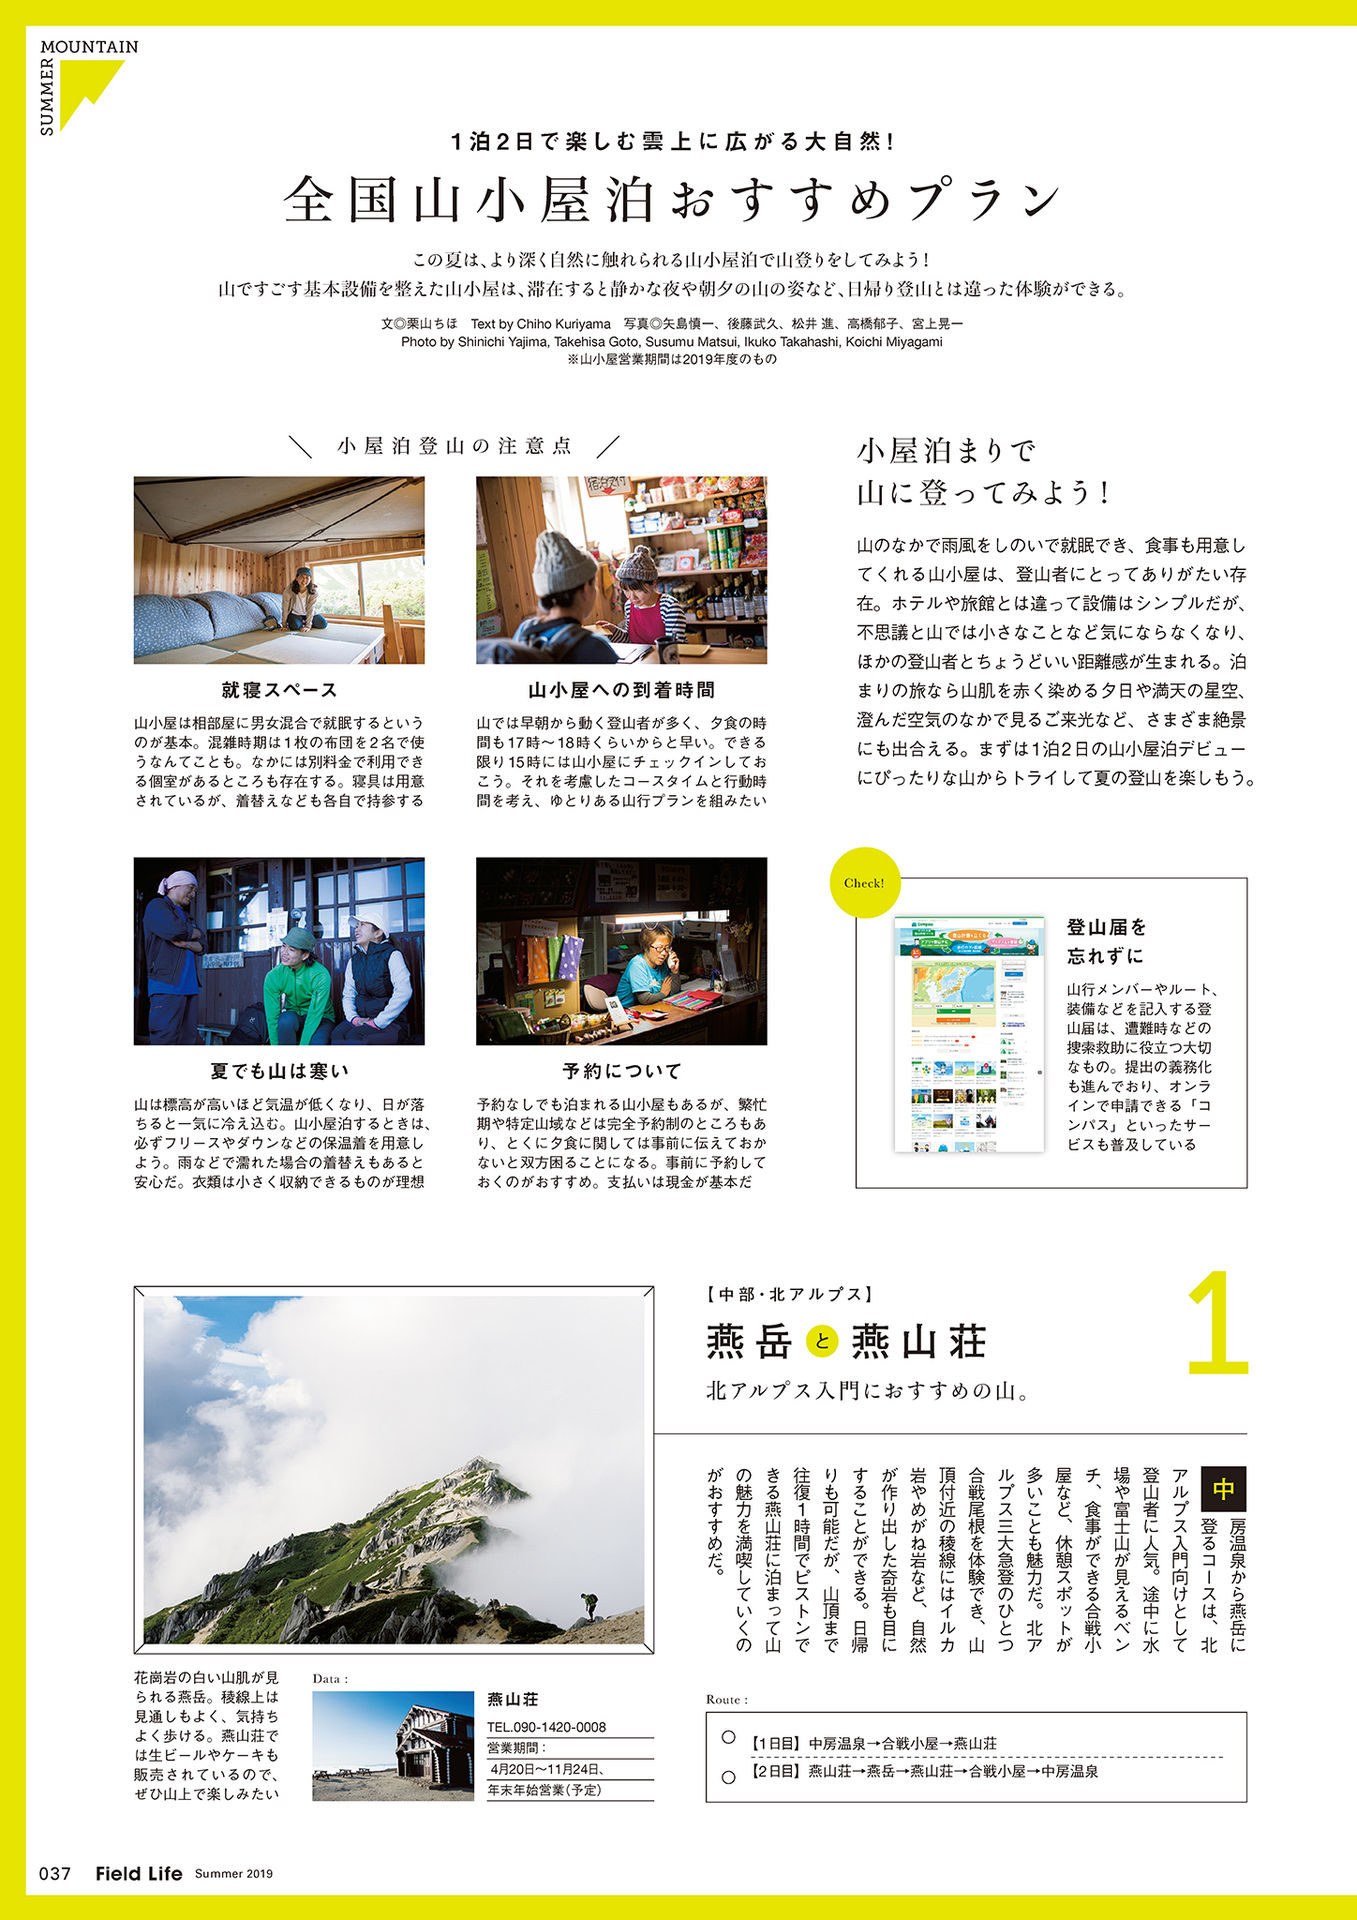 SUMMER MOUNTAIN
1泊2日で楽しむ雲上に広がる大自然!
全国山小屋泊おすすめプラン
この夏は、より深く自然に触れられる山小屋泊で山登りをしてみよう!
山ですごす基本設備を整えた山小屋は、滞在すると静かな夜や朝夕の山の姿など、日帰り登山とは違った体験ができる。
文◎栗山ちほ Text by Chiho Kuriyama 写真◎矢島慎一、後藤武久、松井 進、高橋郁子、宮上晃一
Photo by Shinichi Yajima, Takehisa Goto, Susumu Matsui, Ikuko Takahashi, Koichi Miyagami
※山小屋営業期間は2019年度のもの
小屋泊登山の注意点
就寝スペース
山小屋は相部屋に男女混合で就眠するという
のが基本。混雑時期は1枚の布団を2名で使
うなんてことも。なかには別料金で利用でき
る個室があるところも存在する。寝具は用意
されているが、着替えなども各自で持参する
山小屋への到着時間
山では早朝から動く登山者が多く、夕食の時
間も17時〜18時くらいからと早い。できる
限り15時には山小屋にチェックインしてお
こう。それを考慮したコースタイムと行動時
間を考え、ゆとりある山行プランを組みたい
夏でも山は寒い
山は標高が高いほど気温が低くなり、日が落
ちると一気に冷え込む。山小屋泊するときは、
必ずフリースやダウンなどの保温着を用意し
よう。雨などで濡れた場合の着替えもあると
安心だ。衣類は小さく収納できるものが理想
予約について
予約なしでも泊まれる山小屋もあるが、繁忙
期や特定山域などは完全予約制のところもあ
り、とくに夕食に関しては事前に伝えておか
ないと双方困ることになる。事前に予約して
おくのがおすすめ。支払いは現金が基本だ
小屋泊まりで
山に登ってみよう!
山のなかで雨風をしのいで就眠でき、食事も用意し
てくれる山小屋は、登山者にとってありがたい存
在。ホテルや旅館とは違って設備はシンプルだが、
不思議と山では小さなことなど気にならなくなり、
ほかの登山者とちょうどいい距離感が生まれる。泊
まりの旅なら山肌を赤く染める夕日や満天の星空、
澄んだ空気のなかで見るご来光など、さまざま絶景
にも出合える。まずは1泊2日の山小屋泊デビュー
にぴったりな山からトライして夏の登山を楽しもう。
Check!
登山届を
忘れずに
山行メンバーやルート、
装備などを記入する登
山届は、遭難時などの
捜索救助に役立つ大切
なもの。提出の義務化
も進んでおり、オンラ
インで申請できる「コ
ンパス」といったサー
ビスも普及している
【中部・北アルプス】
1
燕岳と燕山荘
北アルプス入門におすすめの山。
中房温泉から燕岳に
登るコースは、北
アルプス入門向けとして
登山者に人気。途中に水
場や富士山が見えるベン
チ、食事ができる合戦小
屋など、休憩スポットが
多いことも魅力だ。北ア
ルプス三大急登のひとつ
合戦尾根を体験でき、山
頂付近の稜線にはイルカ
岩やめがね岩など、自然
が作り出した奇岩も目に
することができる。日帰
りも可能だが、山頂まで
往復1時間でピストンで
きる燕山荘に泊まって山
の魅力を満喫していくの
がおすすめだ。
花崗岩の白い山肌が見
られる燕岳。稜線上は
見通しもよく、気持ち
よく歩ける。燕山荘で
は生ビールやケーキも
販売されているので、
ぜひ山上で楽しみたい
Data :
燕山荘
TEL.090-1420-0008
営業期間：
4月20日〜11月24日、
年末年始営業(予定)
Route :
【1日目】中房温泉→合戦小屋→燕山荘
【2日目】燕山荘→燕岳→燕山荘→合戦小屋→中房温泉
037 Field Life Summer 2019